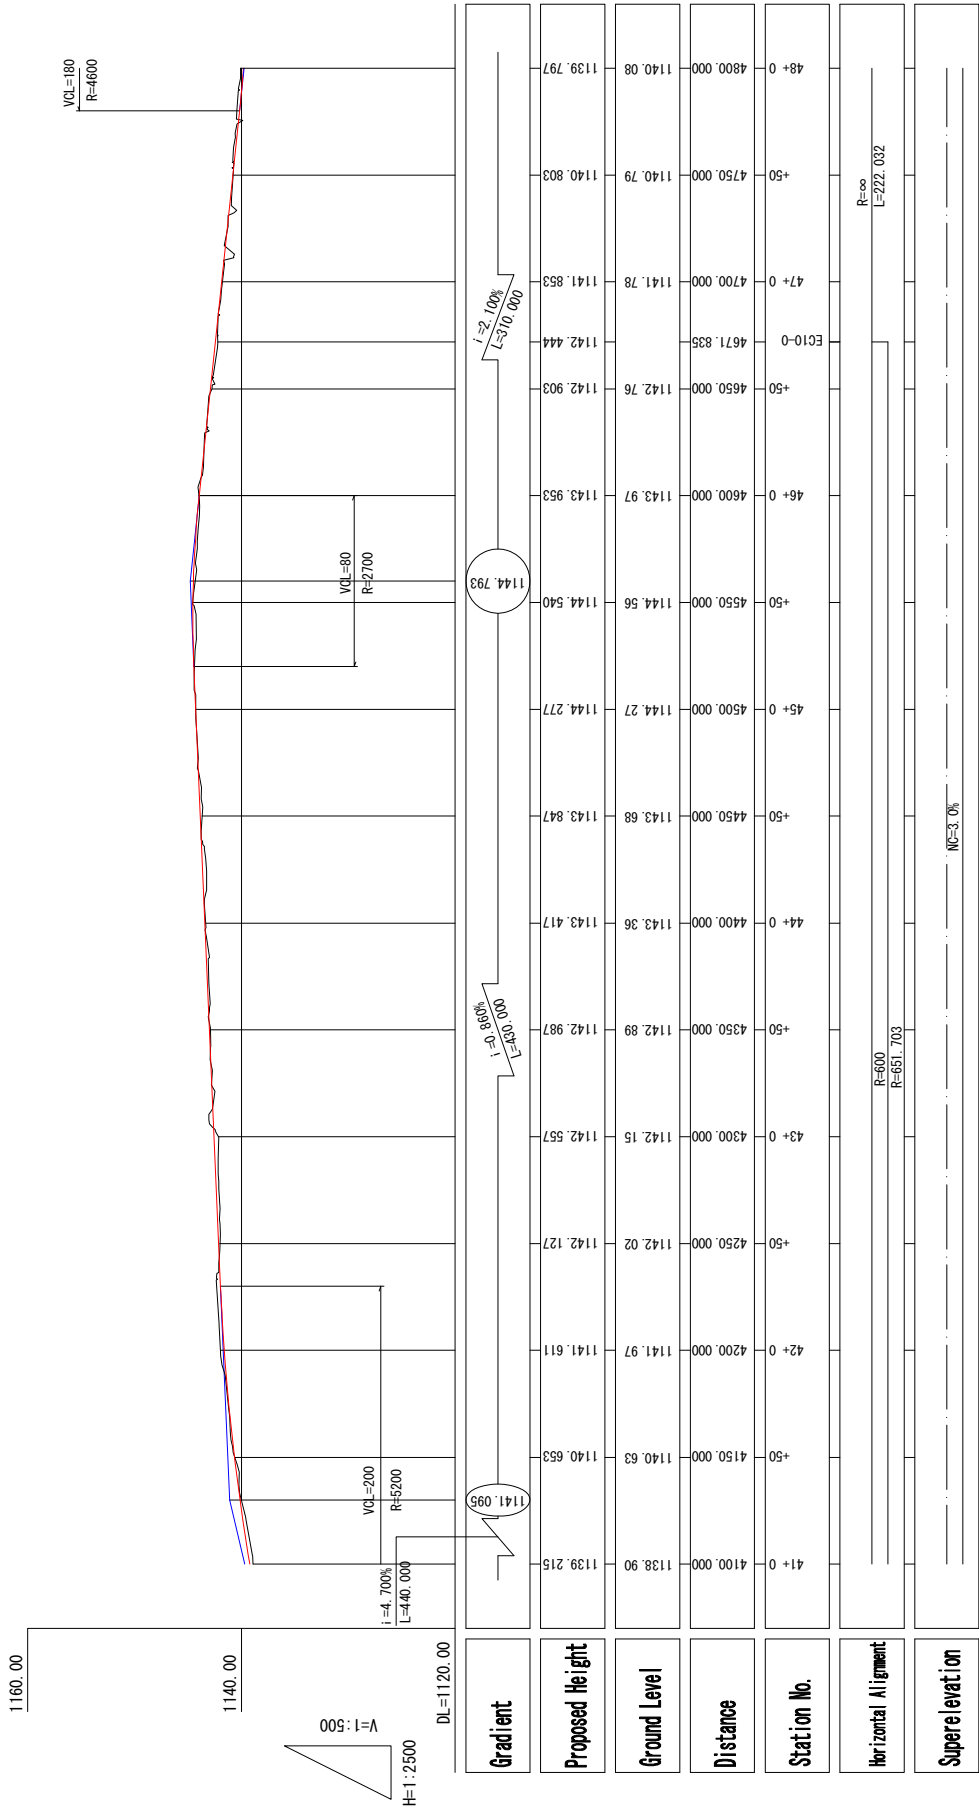 1160.00
1140.00
DL=1120.00
V=1:500
H=1:2500
VCL=200
R=5200
VCL=80
R=2700
VCL=180
R=4600
Gradient
i=4.700%
L=440.000
1141.095
i=0.860%
L=430.000
1144.793
i=2.100%
L=310.000
Proposed Height
1139.215
1140.653
1141.611
1142.127
1142.557
1142.987
1143.417
1143.847
1144.277
1144.540
1143.953
1142.903
1142.444
1141.853
1140.803
1139.797
Ground Level
1138.90
1140.63
1141.97
1142.02
1142.15
1142.89
1143.36
1143.68
1144.27
1144.56
1143.97
1142.76
1141.78
1140.79
1140.08
Distance
4100.000
4150.000
4200.000
4250.000
4300.000
4350.000
4400.000
4450.000
4500.000
4550.000
4600.000
4650.000
4671.835
4700.000
4750.000
4800.000
Station No.
41+ 0
+50
42+ 0
+50
43+ 0
+50
44+ 0
+50
45+ 0
+50
46+ 0
+50
EC10-0
47+ 0
+50
48+ 0
Horizontal Alignment
R=600
R=651.703
R=∞
L=222.032
Superelevation
NC=3.0%